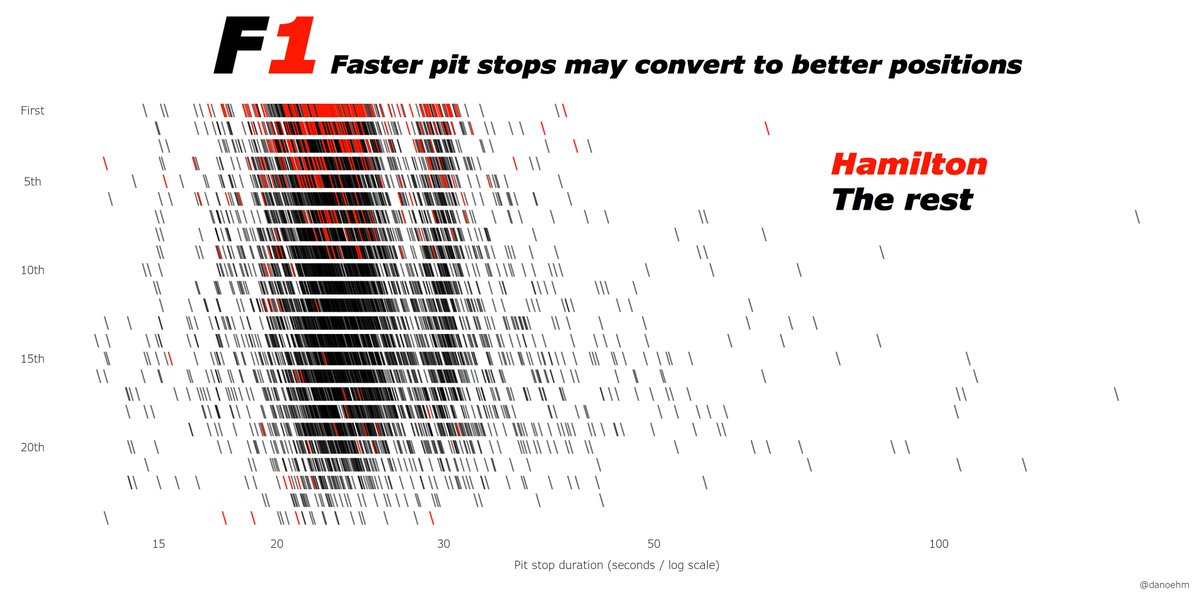 F1 Faster pit stops may convert to better positions
First
Hamilton
5th
The rest
10th
15th
20th
15 20 30 50 100
Pit stop duration (seconds / log scale)
@danoehm